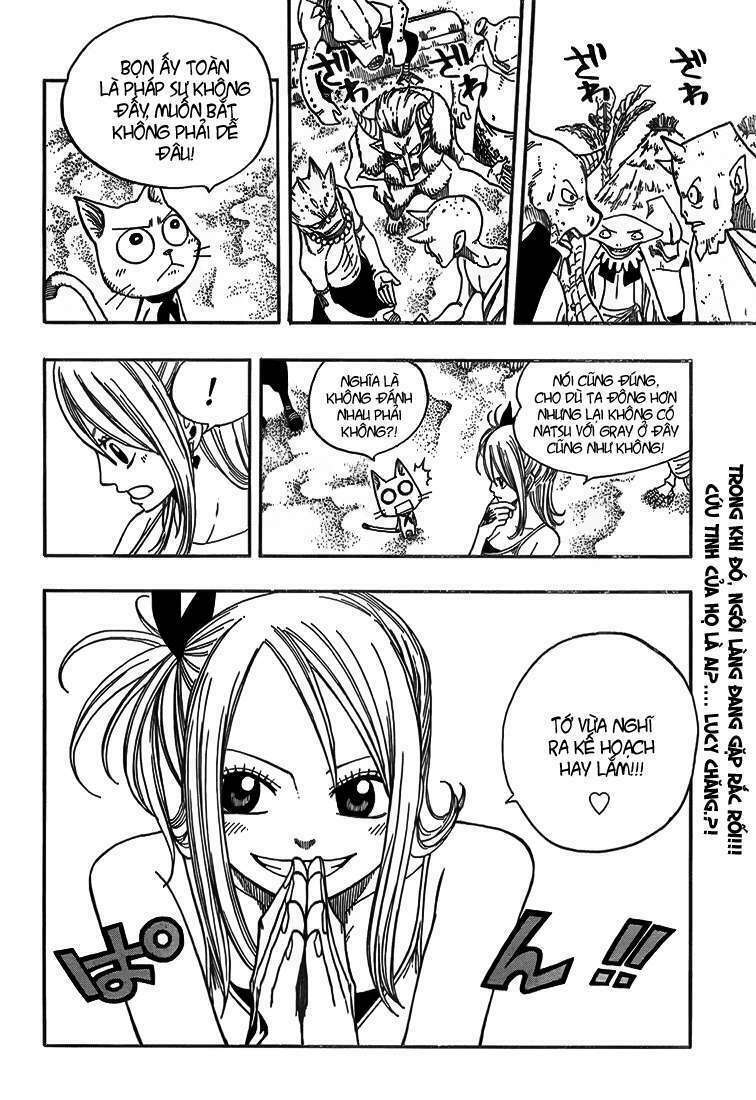 BỌN ẤY TOÀN
LÀ PHÁP SƯ KHÔNG
ĐẤY, MUỐN BẮT
KHÔNG PHẢI DỄ
ĐÂU!
ざわ
ざわ
ざわ
ざわ
!
NGHĨA LÀ
KHÔNG ĐÁNH
NHAU PHẢI
KHÔNG?!
NÓI CŨNG ĐÚNG,
CHO DÙ TA ĐÔNG HƠN
NHƯNG LẠI KHÔNG CÓ
NATSU VỚI GRAY Ở ĐÂY
CŨNG NHƯ KHÔNG!
TỚ VỪA NGHĨ
RA KẾ HOẠCH
HAY LẮM!!!
♡
ぱん!!
TRONG KHI ĐÓ, NGÔI LÀNG ĐANG GẶP RẮC RỐI!!!
CỨU TINH CỦA HỌ LÀ AI?.... LUCY CHĂNG?!